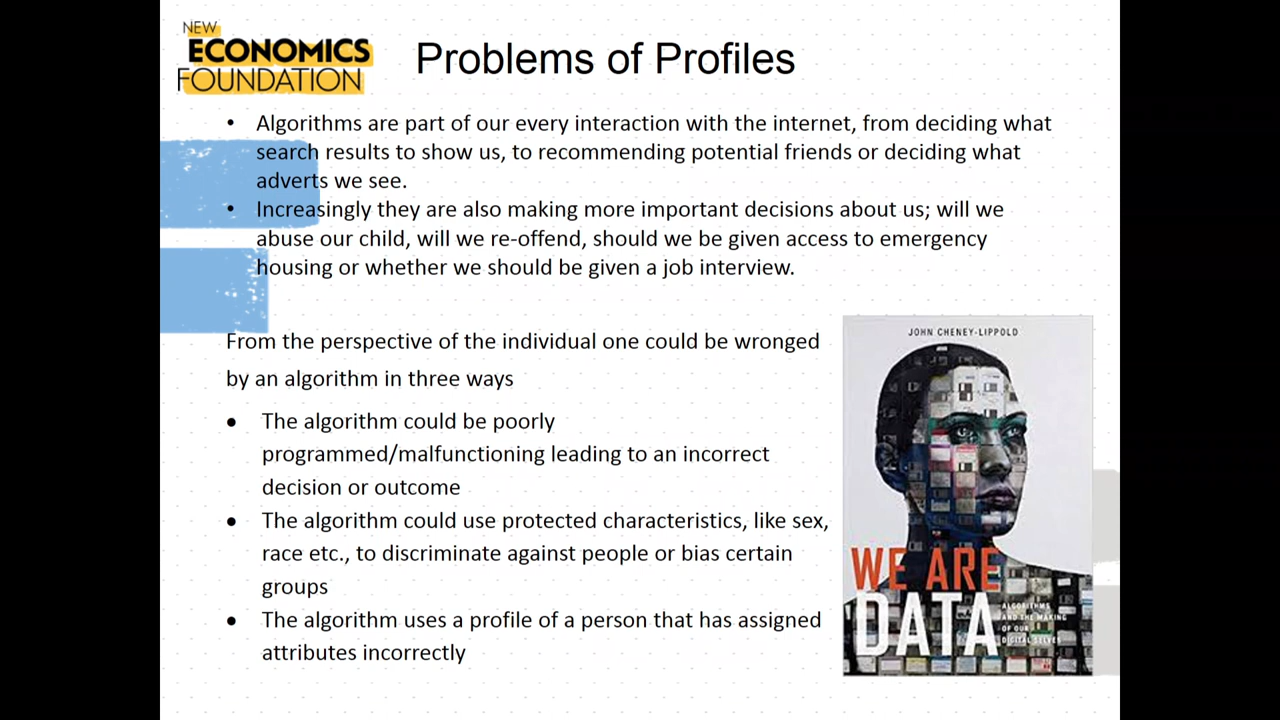 NEW
ECONOMICS
FOUNDATION
Problems of Profiles
• Algorithms are part of our every interaction with the internet, from deciding what
search results to show us, to recommending potential friends or deciding what
adverts we see.
• Increasingly they are also making more important decisions about us; will we
abuse our child, will we re-offend, should we be given access to emergency
housing or whether we should be given a job interview.
From the perspective of the individual one could be wronged
by an algorithm in three ways
• The algorithm could be poorly
programmed/malfunctioning leading to an incorrect
decision or outcome
• The algorithm could use protected characteristics, like sex,
race etc., to discriminate against people or bias certain
groups
• The algorithm uses a profile of a person that has assigned
attributes incorrectly
JOHN CHENEY-LIPPOLD
WE ARE
DATA
ALGORITHMS
AND THE MAKING
OF OUR
DIGITAL SELVES